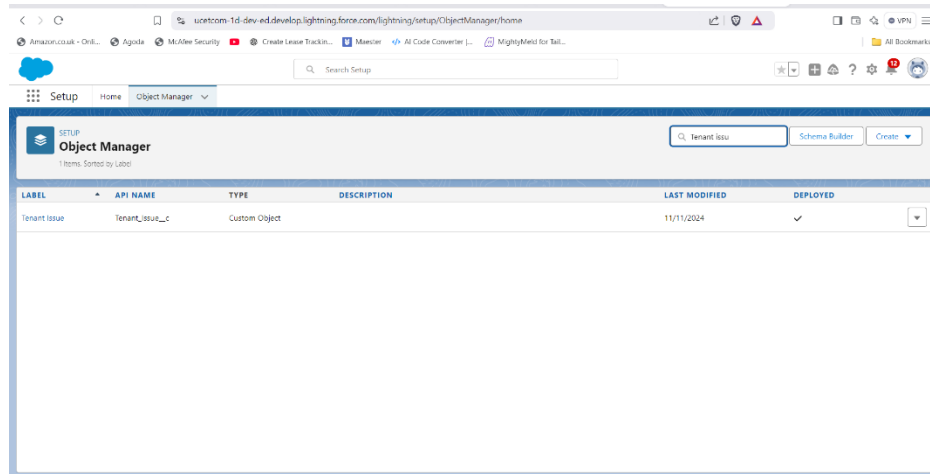 ucetcom-1d-dev-ed.develop.lightning.force.com/lightning/setup/ObjectManager/home
VPN
Amazon.co.uk - Onli... Agoda McAfee Security Create Lease Trackin... Maester AI Code Converter |... MightyMeld for Tail...
All Bookmarks
Search Setup
12
Setup Home Object Manager
SETUP
Object Manager
1 Items. Sorted by Label
Tenant issu
Schema Builder
Create
LABEL API NAME TYPE DESCRIPTION LAST MODIFIED DEPLOYED
Tenant Issue Tenant_Issue__c Custom Object 11/11/2024